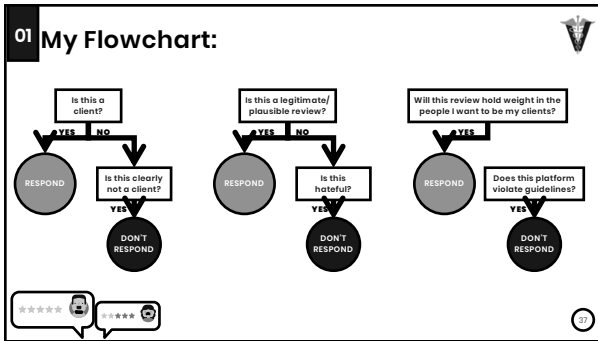 01 My Flowchart:
Is this a
client?
YES NO
RESPOND
Is this clearly
not a client?
YES
DON'T
RESPOND
Is this a legitimate/
plausible review?
YES NO
RESPOND
Is this
hateful?
YES
DON'T
RESPOND
Will this review hold weight in the
people I want to be my clients?
YES
RESPOND
Does this platform
violate guidelines?
YES
DON'T
RESPOND
37